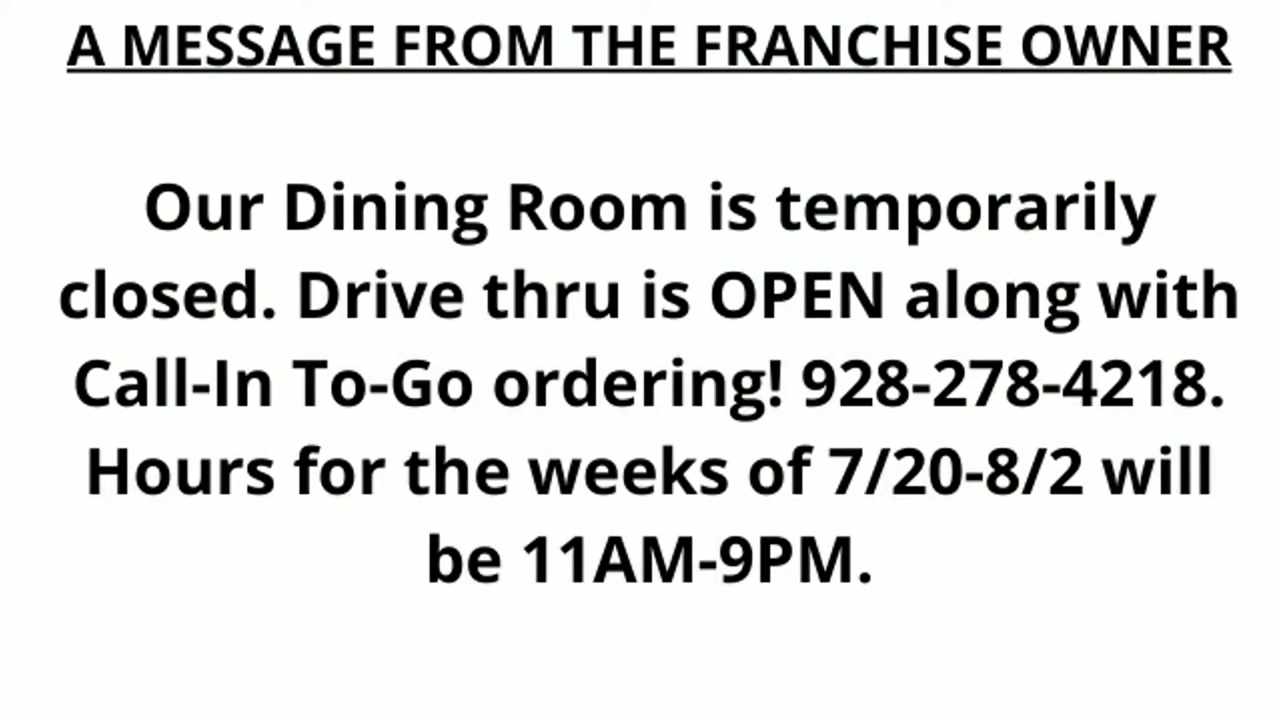 A MESSAGE FROM THE FRANCHISE OWNER
Our Dining Room is temporarily
closed. Drive thru is OPEN along with
Call-In To-Go ordering! 928-278-4218.
Hours for the weeks of 7/20-8/2 will
be 11AM-9PM.